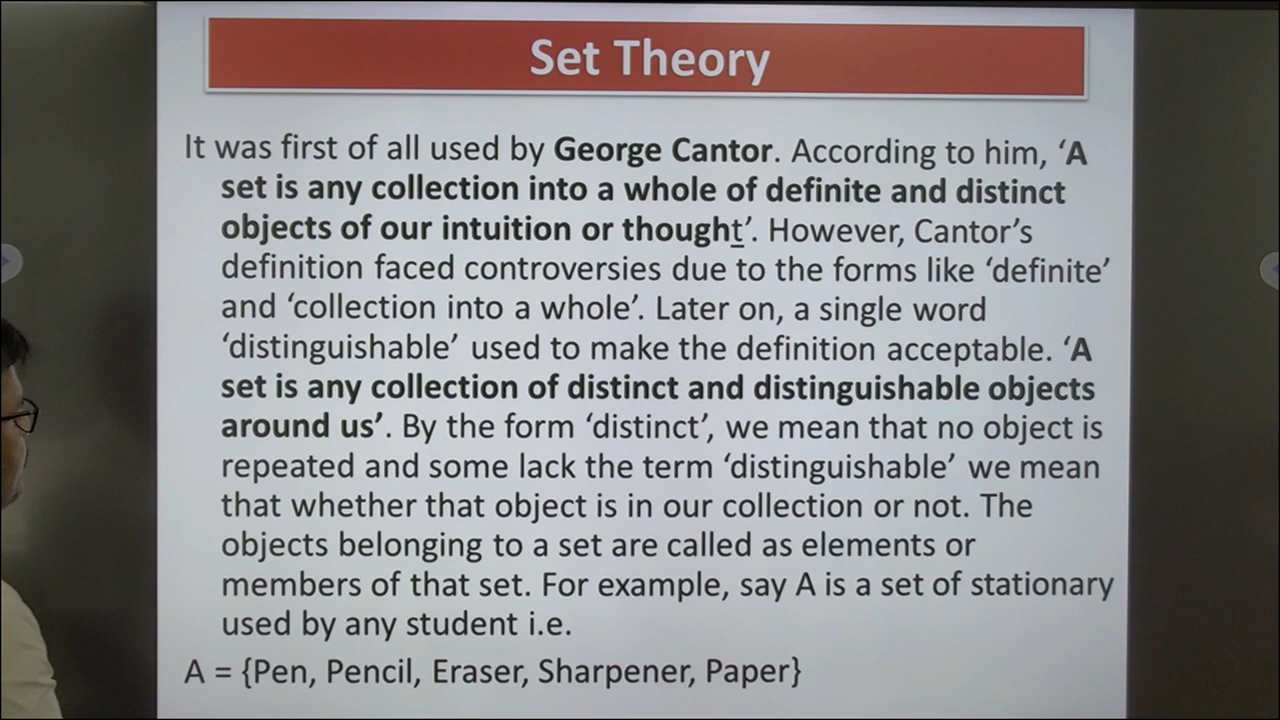 Set Theory
It was first of all used by George Cantor. According to him, ‘A
set is any collection into a whole of definite and distinct
objects of our intuition or thought’. However, Cantor’s
definition faced controversies due to the forms like ‘definite’
and ‘collection into a whole’. Later on, a single word
‘distinguishable’ used to make the definition acceptable. ‘A
set is any collection of distinct and distinguishable objects
around us’. By the form ‘distinct’, we mean that no object is
repeated and some lack the term ‘distinguishable’ we mean
that whether that object is in our collection or not. The
objects belonging to a set are called as elements or
members of that set. For example, say A is a set of stationary
used by any student i.e.
A = {Pen, Pencil, Eraser, Sharpener, Paper}